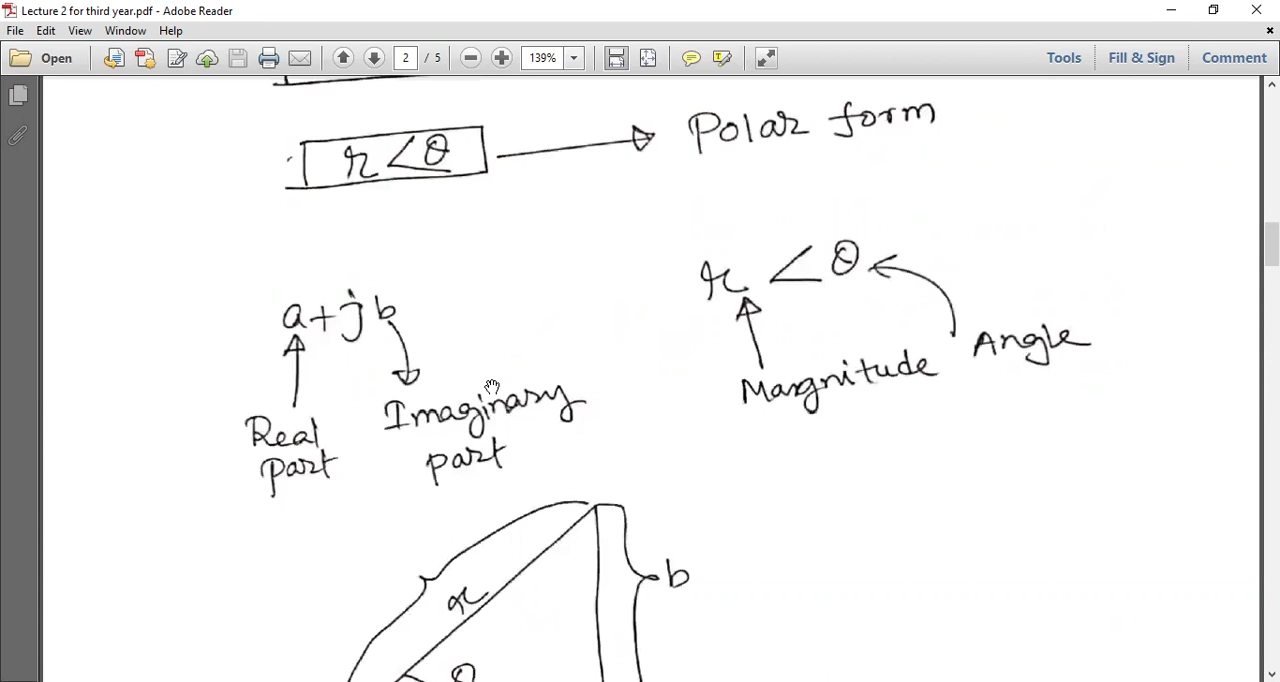 Lecture 2 for third year.pdf - Adobe Reader
File Edit View Window Help
Open 2 / 5 139% Tools Fill & Sign Comment
r∠θ → Polar form
r ∠θ
a+jb
Angle
Magnitude
Real
part
Imaginary
part
b
r
θ